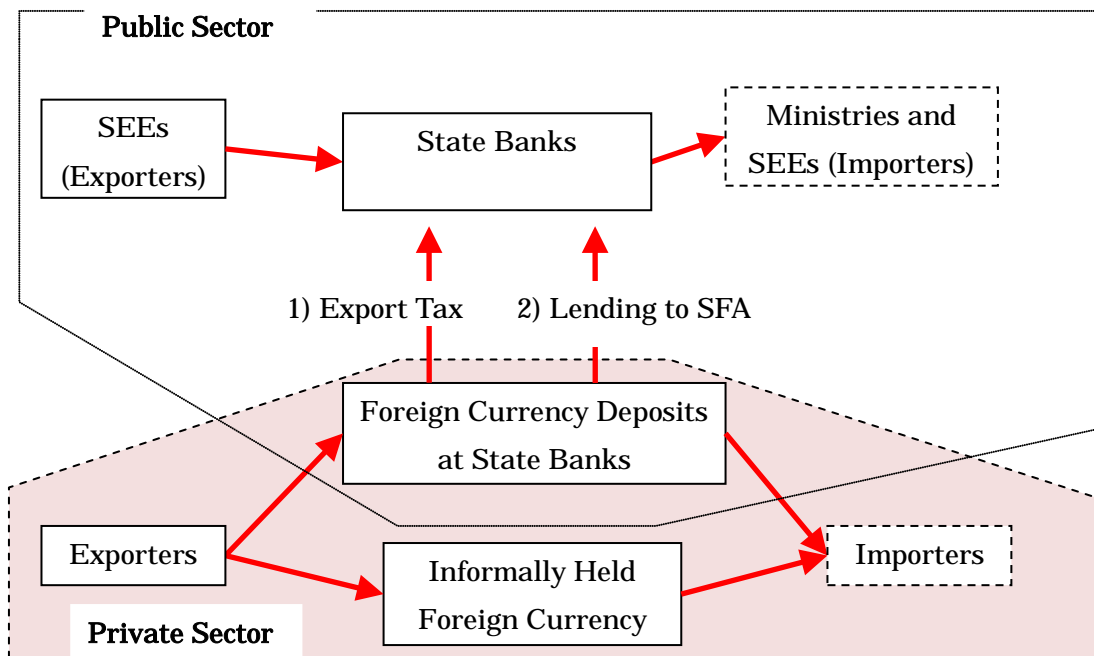 Public Sector
SEEs
(Exporters)
State Banks
Ministries and
SEEs (Importers)
1) Export Tax
2) Lending to SFA
Foreign Currency Deposits
at State Banks
Exporters
Informally Held
Foreign Currency
Importers
Private Sector